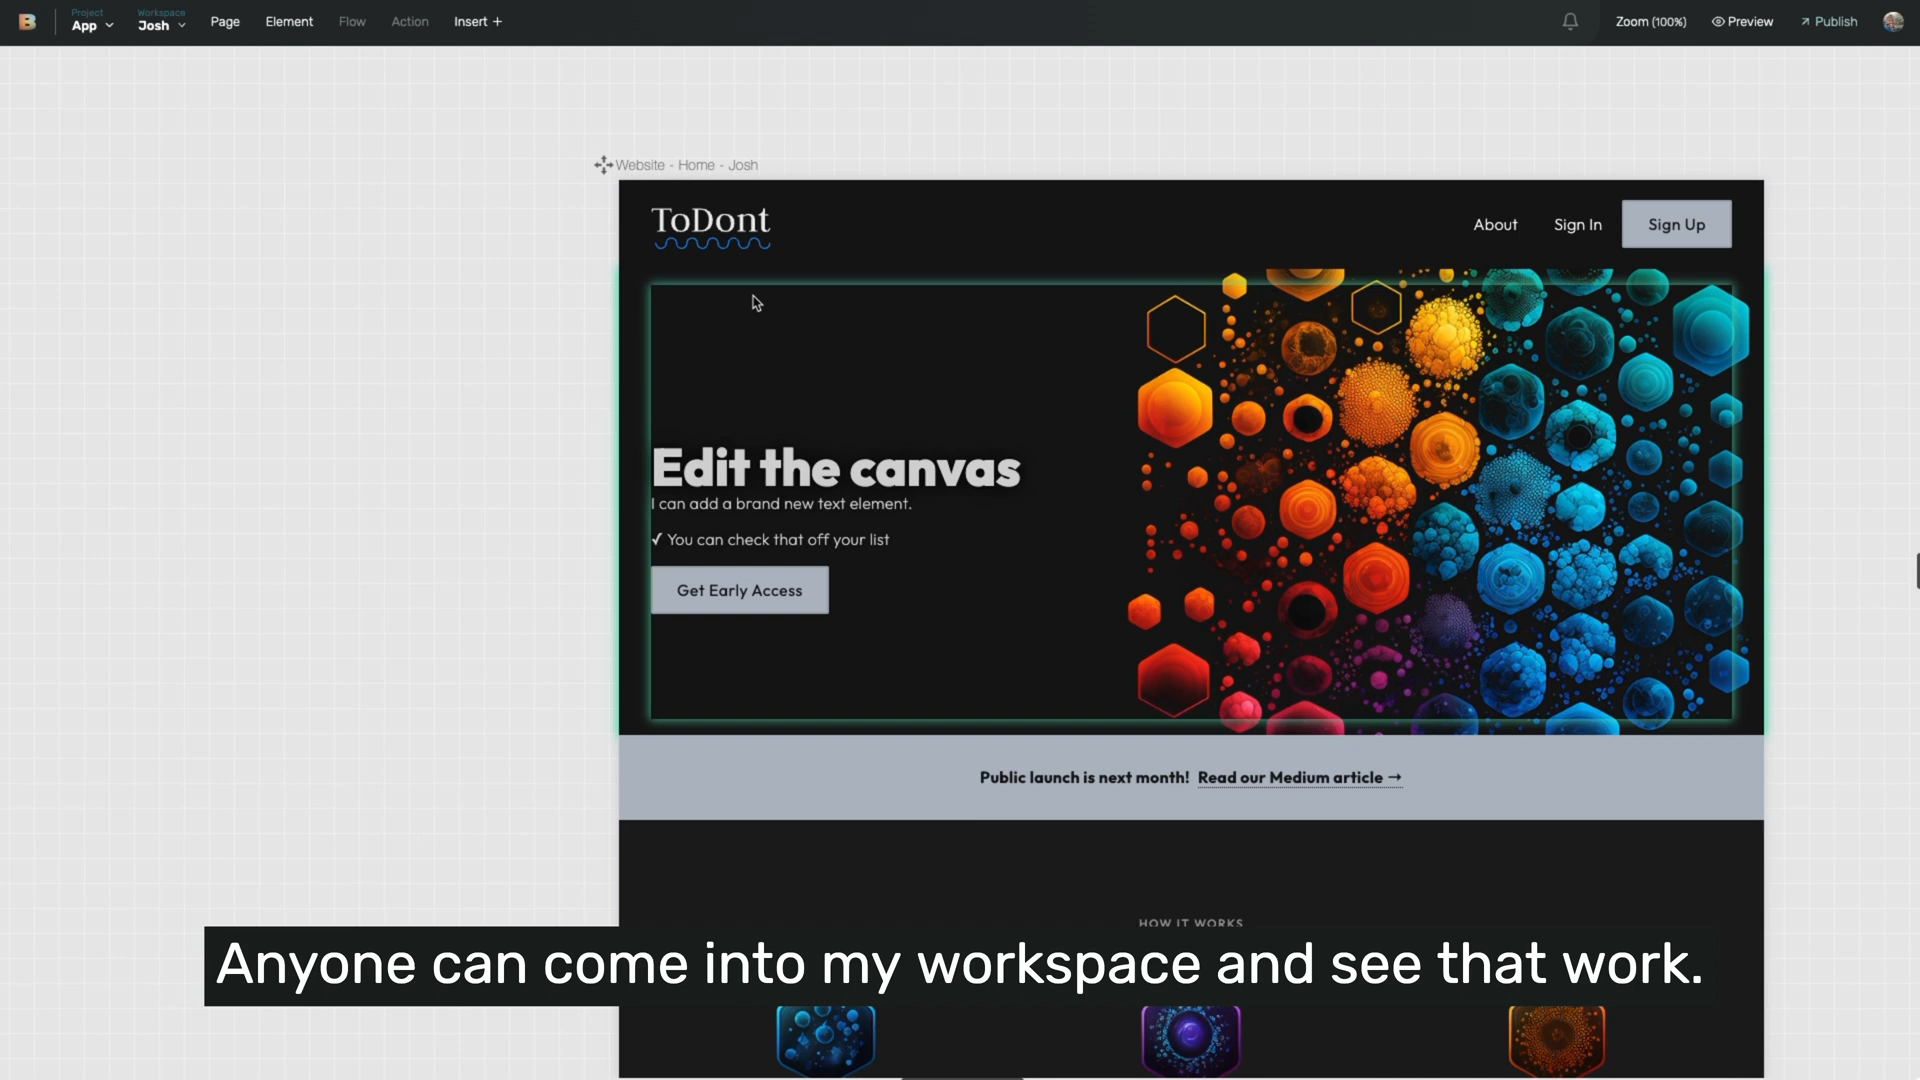 Project
App
Workspace
Josh
Page
Element
Flow
Action
Insert +
Zoom (100%)
Preview
Publish
Website - Home - Josh
ToDont
About
Sign In
Sign Up
Edit the canvas
I can add a brand new text element.
✓ You can check that off your list
Get Early Access
Public launch is next month! Read our Medium article →
HOW IT WORKS
Anyone can come into my workspace and see that work.